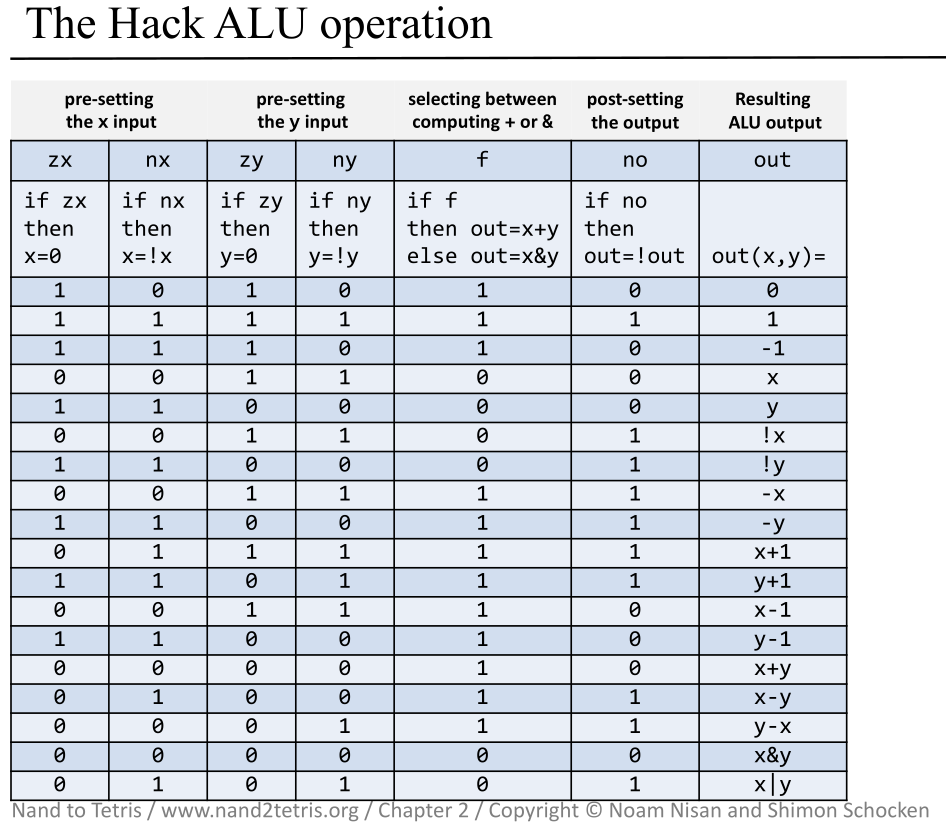 The Hack ALU operation
pre-setting the x input pre-setting the y input selecting between computing + or & post-setting the output Resulting ALU output
zx nx zy ny f no out
if zx then x=0 if nx then x=!x if zy then y=0 if ny then y=!y if f then out=x+y else out=x&y if no then out=!out out(x,y)=
1 0 1 0 1 0 0
1 1 1 1 1 1 1
1 1 1 0 1 0 -1
0 0 1 1 0 0 x
1 1 0 0 0 0 y
0 0 1 1 0 1 !x
1 1 0 0 0 1 !y
0 0 1 1 1 1 -x
1 1 0 0 1 1 -y
0 1 1 1 1 1 x+1
1 1 0 1 1 1 y+1
0 0 1 1 1 0 x-1
1 1 0 0 1 0 y-1
0 0 0 0 1 0 x+y
0 1 0 0 1 1 x-y
0 0 0 1 1 1 y-x
0 0 0 0 0 0 x&y
0 1 0 1 0 1 x|y
Nand to Tetris / www.nand2tetris.org / Chapter 2 / Copyright © Noam Nisan and Shimon Schocken